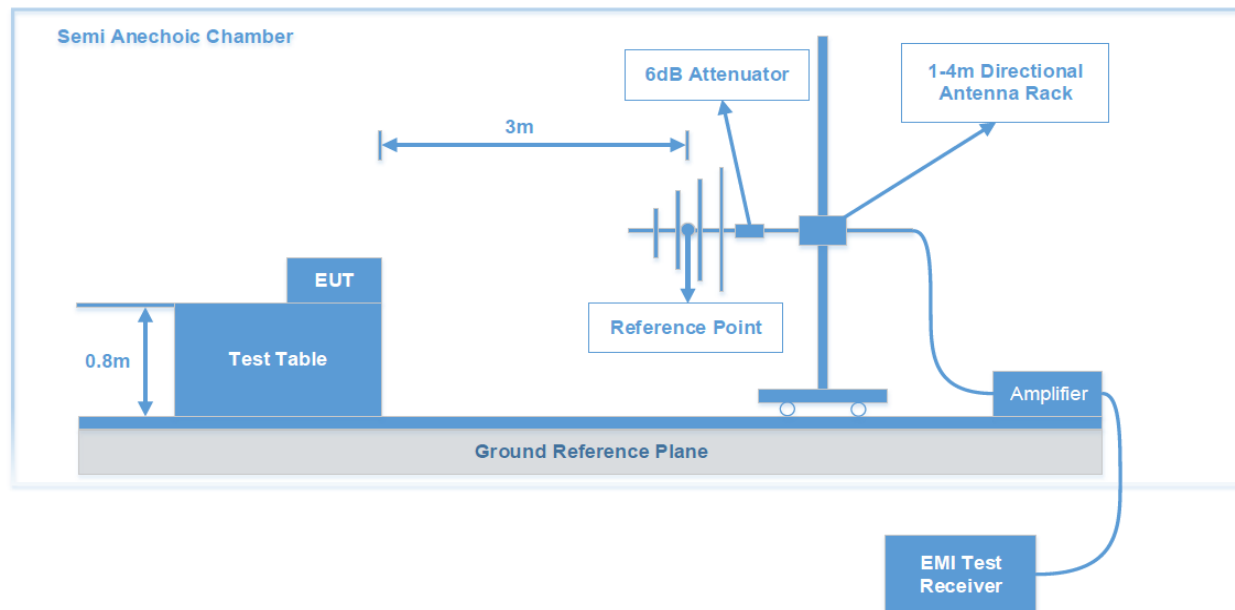 Semi Anechoic Chamber
6dB Attenuator
1-4m Directional
Antenna Rack
3m
EUT
Reference Point
0.8m
Test Table
Amplifier
Ground Reference Plane
EMI Test
Receiver